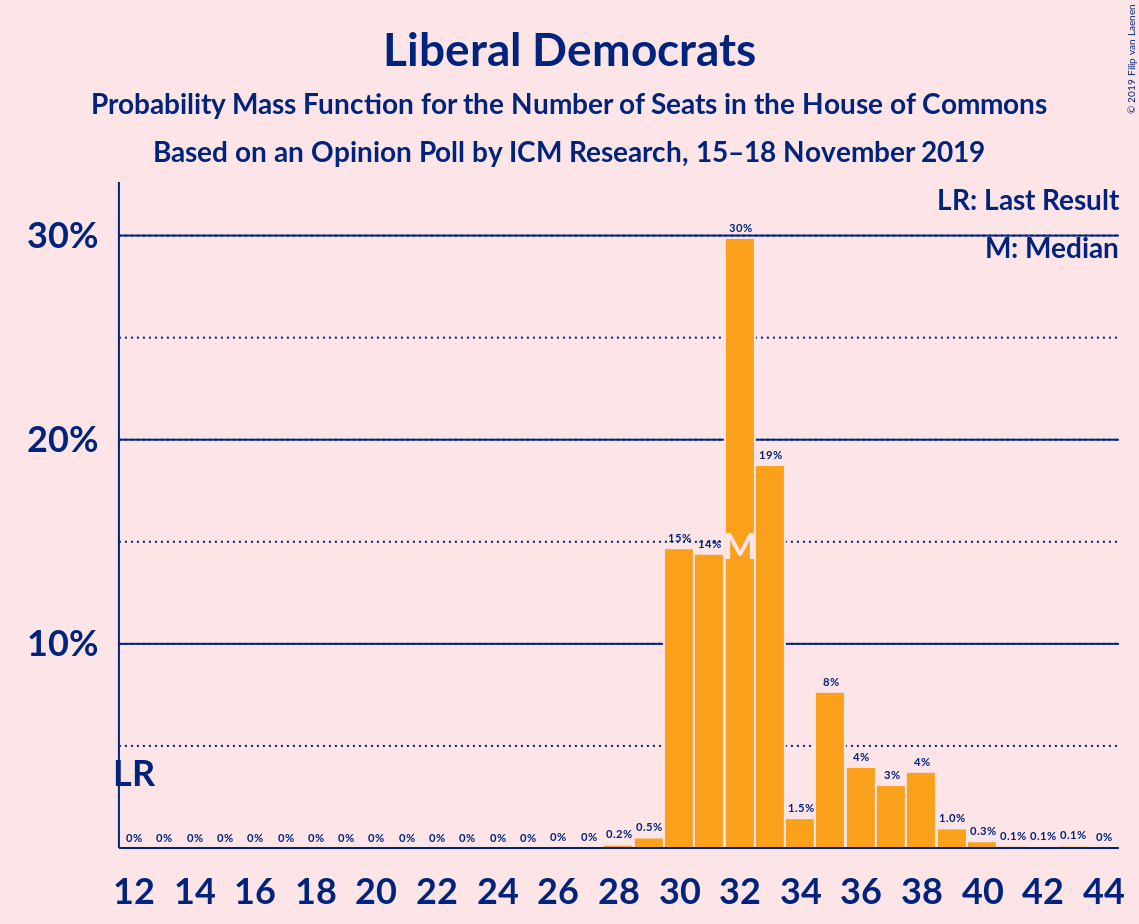 Liberal Democrats
Probability Mass Function for the Number of Seats in the House of Commons
Based on an Opinion Poll by ICM Research, 15–18 November 2019
© 2019 Filip van Laenen
LR: Last Result
M: Median
30%
20%
10%
LR
M
0% 0% 0% 0% 0% 0% 0% 0% 0% 0% 0% 0% 0% 0% 0% 0% 0.2% 0.5% 15% 14% 30% 19% 1.5% 8% 4% 3% 4% 1.0% 0.3% 0.1% 0.1% 0.1% 0%
12 14 16 18 20 22 24 26 28 30 32 34 36 38 40 42 44